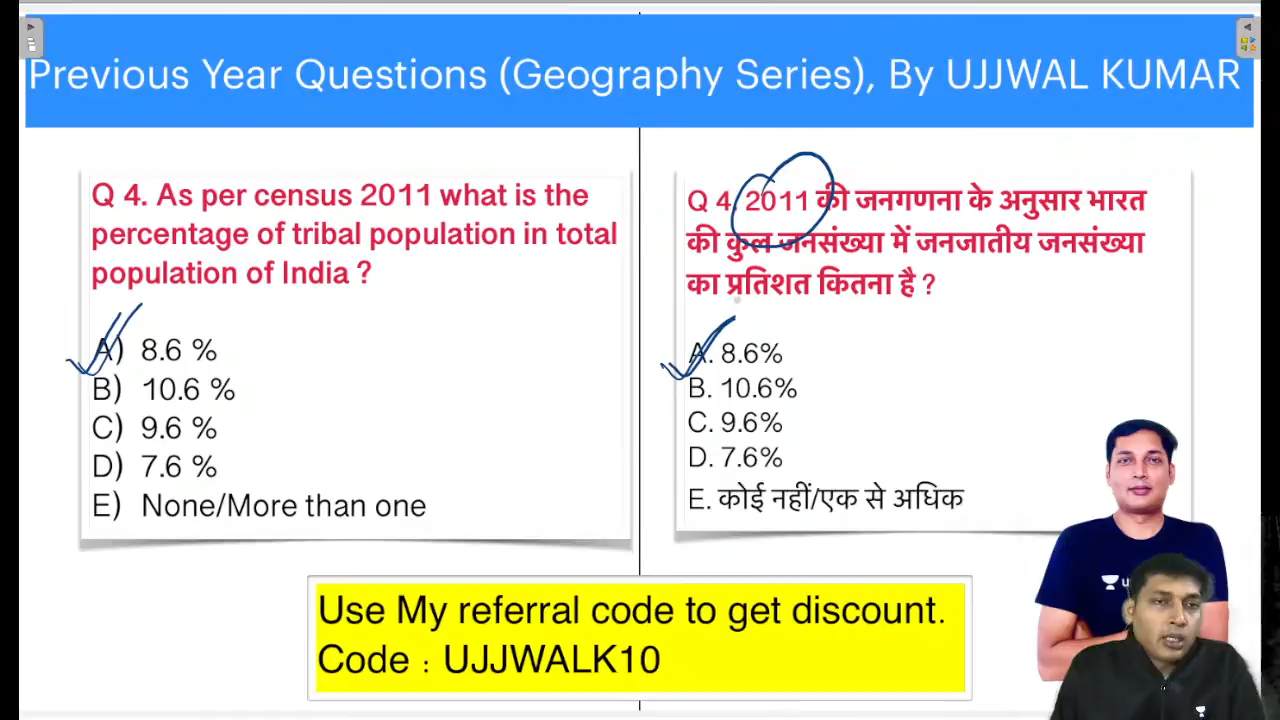 Previous Year Questions (Geography Series), By UJJWAL KUMAR
Q 4. As per census 2011 what is the
percentage of tribal population in total
population of India ?
A) 8.6 %
B) 10.6 %
C) 9.6 %
D) 7.6 %
E) None/More than one
Q 4. 2011 की जनगणना के अनुसार भारत
की कुल जनसंख्या में जनजातीय जनसंख्या
का प्रतिशत कितना है ?
A. 8.6%
B. 10.6%
C. 9.6%
D. 7.6%
E. कोई नहीं/एक से अधिक
Use My referral code to get discount.
Code : UJJWALK10